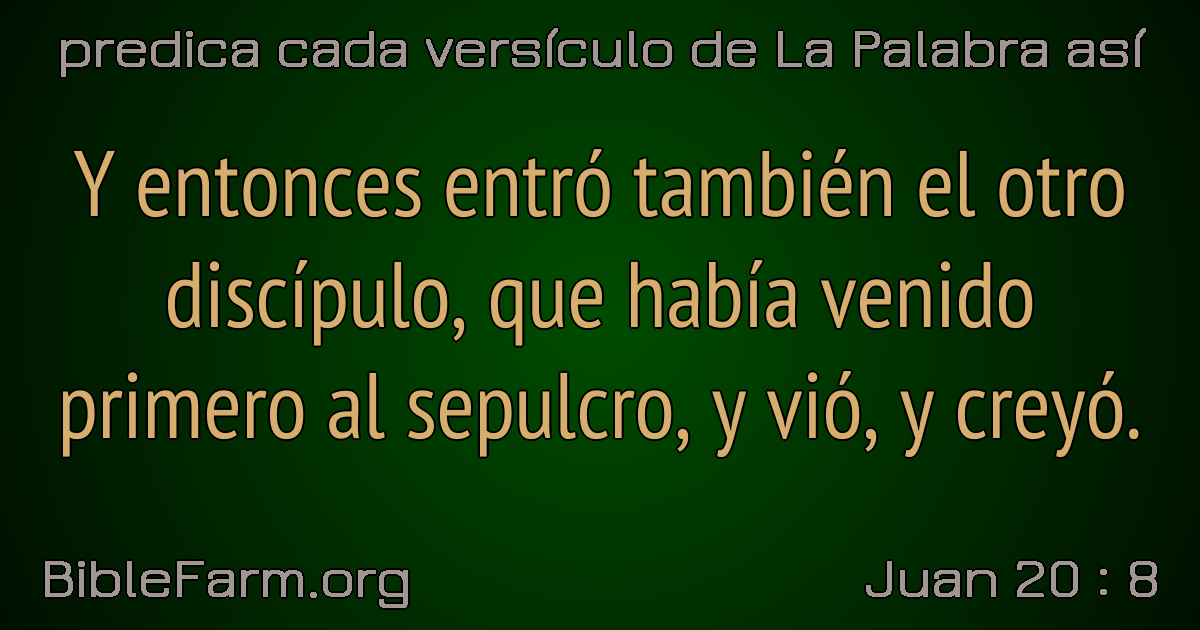 predica cada versículo de La Palabra así
Y entonces entró también el otro
discípulo, que había venido
primero al sepulcro, y vió, y creyó.
BibleFarm.org
Juan 20 : 8